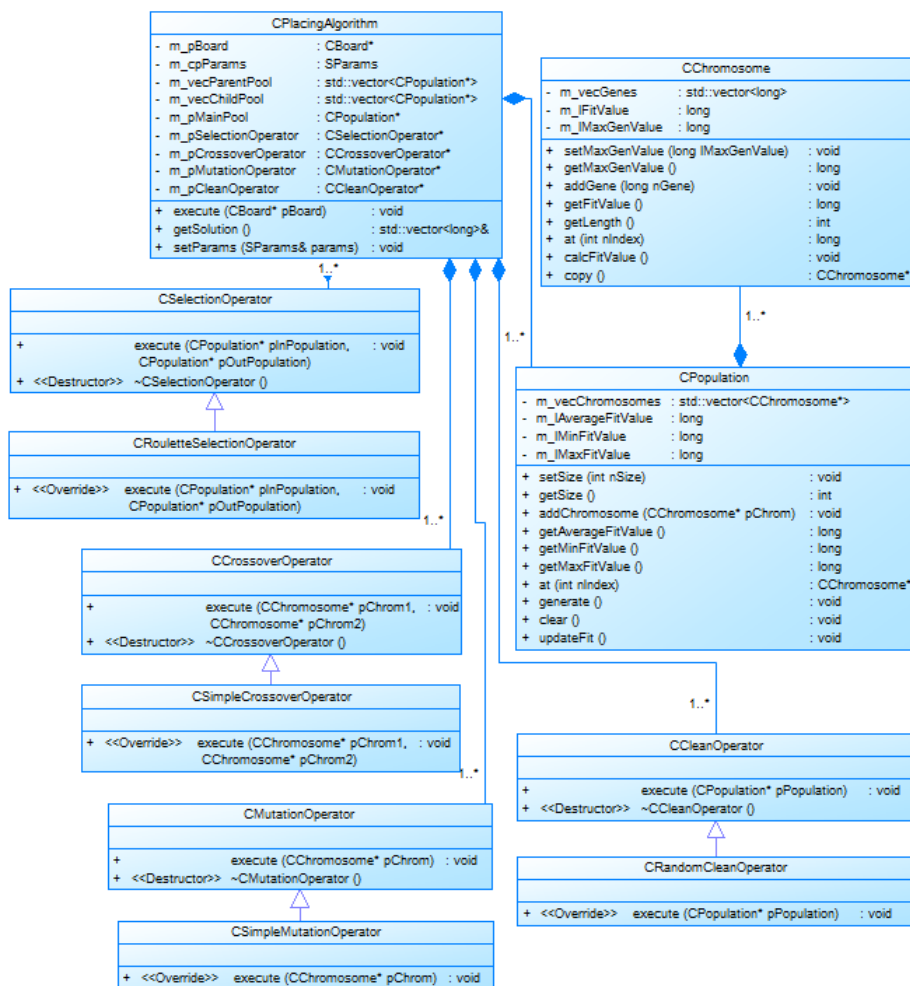 CPlacingAlgorithm
- m_pBoard : CBoard*
- m_cpParams : SParams
- m_vecParentPool : std::vector<CPopulation*>
- m_vecChildPool : std::vector<CPopulation*>
- m_pMainPool : CPopulation*
- m_pSelectionOperator : CSelectionOperator*
- m_pCrossoverOperator : CCrossoverOperator*
- m_pMutationOperator : CMutationOperator*
- m_pCleanOperator : CCleanOperator*
+ execute (CBoard* pBoard) : void
+ getSolution () : std::vector<long>&
+ setParams (SParams& params) : void
CChromosome
- m_vecGenes : std::vector<long>
- m_lFitValue : long
- m_lMaxGenValue : long
+ setMaxGenValue (long lMaxGenValue) : void
+ getMaxGenValue () : long
+ addGene (long nGene) : void
+ getFitValue () : long
+ getLength () : int
+ at (int nIndex) : long
+ calcFitValue () : void
+ copy () : CChromosome*
1..*
CSelectionOperator
+ execute (CPopulation* pInPopulation, : void
CPopulation* pOutPopulation)
+ <<Destructor>> ~CSelectionOperator ()
1..*
1..*
CRouletteSelectionOperator
+ <<Override>> execute (CPopulation* pInPopulation, : void
CPopulation* pOutPopulation)
CPopulation
- m_vecChromosomes : std::vector<CChromosome*>
- m_lAverageFitValue : long
- m_lMinFitValue : long
- m_lMaxFitValue : long
+ setSize (int nSize) : void
+ getSize () : int
+ addChromosome (CChromosome* pChrom) : void
+ getAverageFitValue () : long
+ getMinFitValue () : long
+ getMaxFitValue () : long
+ at (int nIndex) : CChromosome*
+ generate () : void
+ clear () : void
+ updateFit () : void
1..*
CCrossoverOperator
+ execute (CChromosome* pChrom1, : void
CChromosome* pChrom2)
+ <<Destructor>> ~CCrossoverOperator ()
CSimpleCrossoverOperator
+ <<Override>> execute (CChromosome* pChrom1, : void
CChromosome* pChrom2)
1..*
1..*
CMutationOperator
+ execute (CChromosome* pChrom) : void
+ <<Destructor>> ~CMutationOperator ()
CSimpleMutationOperator
+ <<Override>> execute (CChromosome* pChrom) : void
CCleanOperator
+ execute (CPopulation* pPopulation) : void
+ <<Destructor>> ~CCleanOperator ()
CRandomCleanOperator
+ <<Override>> execute (CPopulation* pPopulation) : void